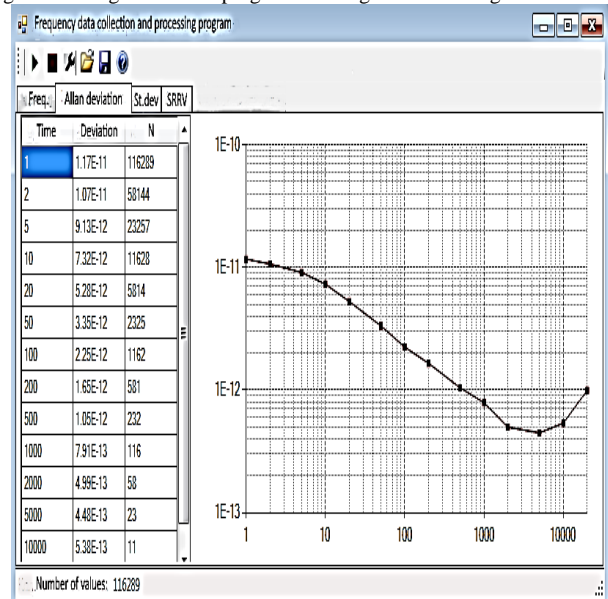 Frequency data collection and processing program
Freq. Allan deviation St.dev SRRV
Time Deviation N
1 1.17E-11 116289
2 1.07E-11 58144
5 9.13E-12 23257
10 7.32E-12 11628
20 5.28E-12 5814
50 3.35E-12 2325
100 2.25E-12 1162
200 1.65E-12 581
500 1.05E-12 232
1000 7.91E-13 116
2000 4.99E-13 58
5000 4.48E-13 23
10000 5.38E-13 11
1E-10
1E-11
1E-12
1E-13
1 10 100 1000 10000
Number of values: 116289